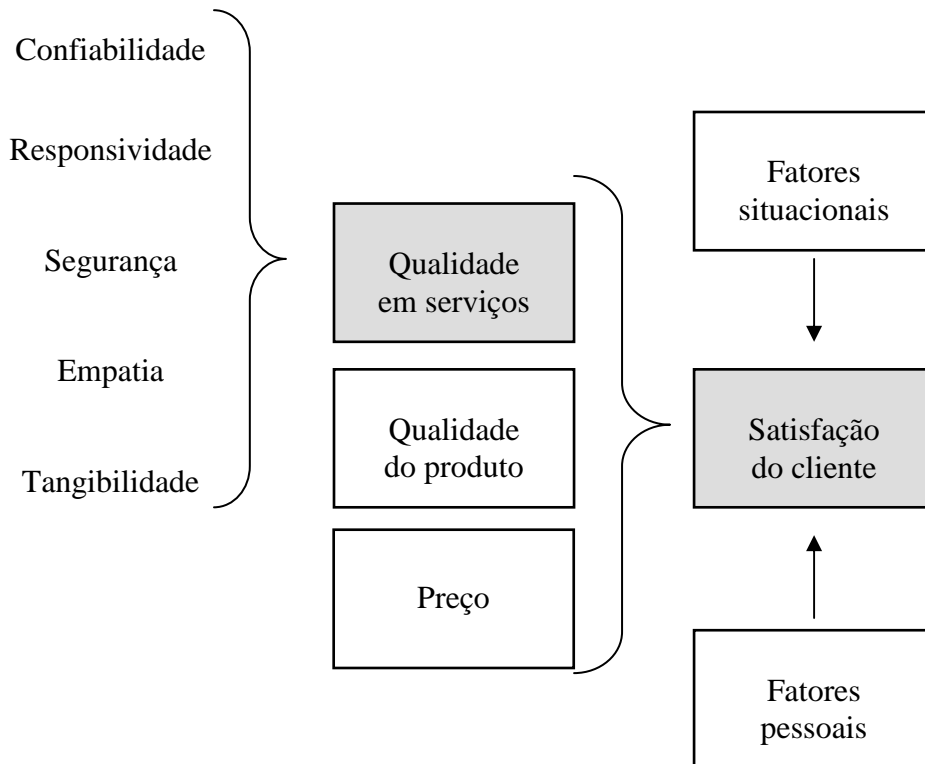 Confiabilidade
Responsividade
Segurança
Empatia
Tangibilidade
Qualidade
em serviços
Qualidade
do produto
Preço
Fatores
situacionais
Satisfação
do cliente
Fatores
pessoais